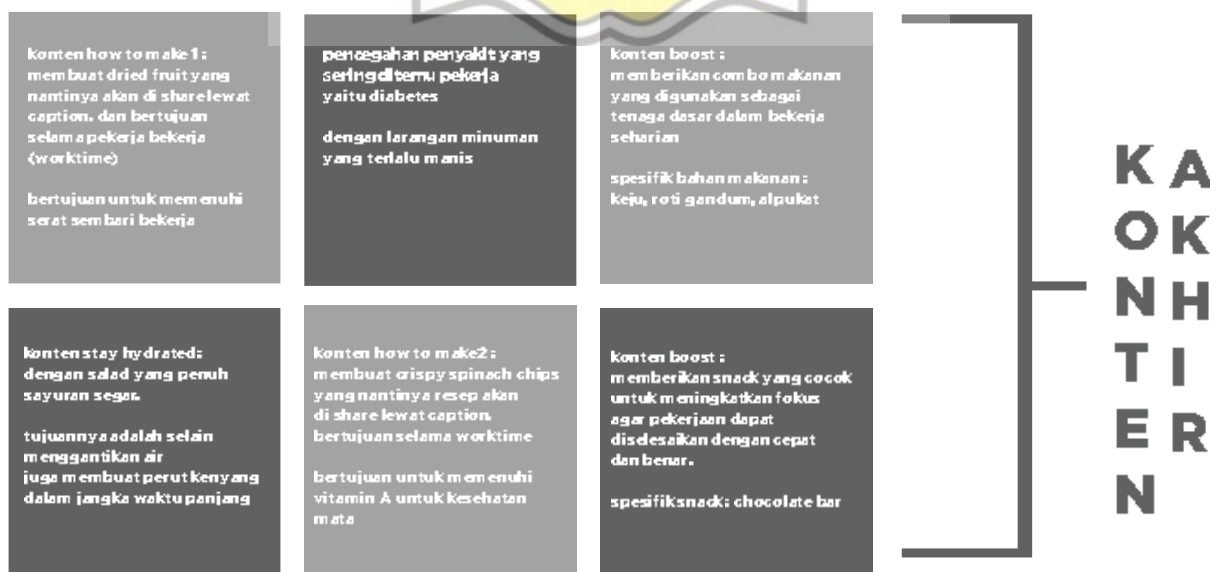 konten how to make1:
membuat dried fruit yang
nantinya akan di share lewat
caption. dan bertujuan
selama pekerja bekerja
(worktime)
bertujuan untuk memenuhi
serat sembari bekerja
pencegahan penyakit yang
sering ditemu pekerja
yaitu diabetes
dengan larangan minuman
yang terlalu manis
konten boost :
memberikan combo makanan
yang digunakan sebagai
tenaga dasar dalam bekerja
seharian
spesifik bahan makanan :
keju, roti gandum, alpukat
konten stay hydrated:
dengan salad yang penuh
sayuran segar.
tujuannya adalah selain
menggantikan air
juga membuat perut kenyang
dalam jangka waktu panjang
konten how to make2:
membuat crispy spinach chips
yang nantinya resep akan
di share lewat caption.
bertujuan selama worktime
bertujuan untuk memenuhi
vitamin A untuk kesehatan
mata
konten boost :
memberikan snack yang cocok
untuk meningkatkan fokus
agar pekerjaan dapat
diselesaikan dengan cepat
dan benar.
spesifik snack: chocolate bar
KONTEN
AKHIR